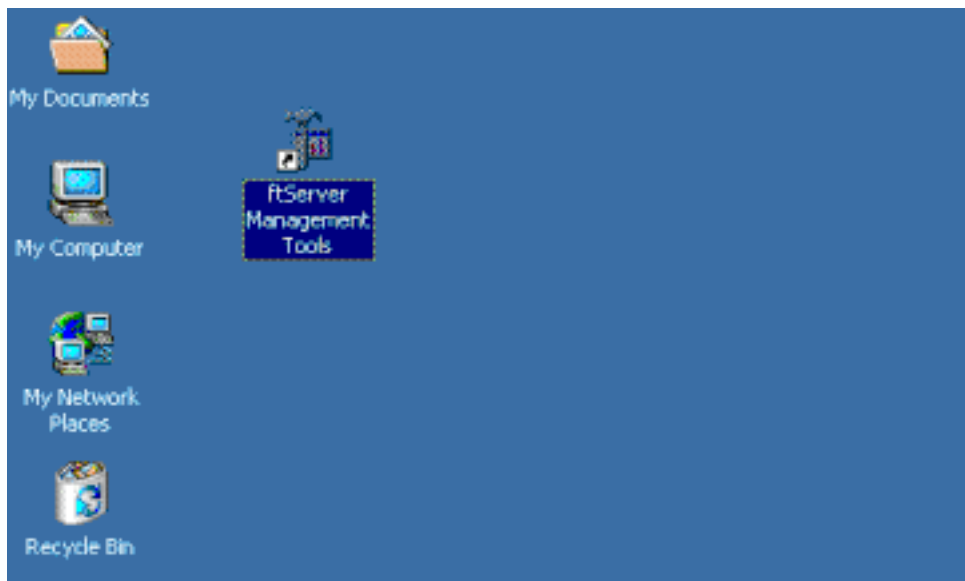 My Documents
ftServer
Management
Tools
My Computer
My Network
Places
Recycle Bin